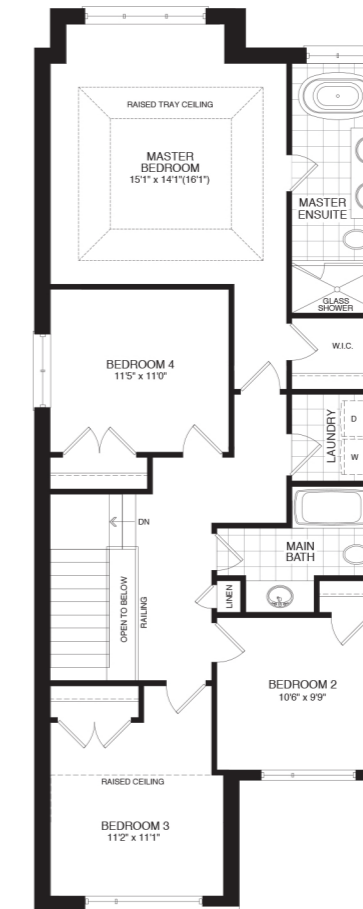 RAISED TRAY CEILING
MASTER
BEDROOM
15'1" x 14'1"(16'1")
MASTER
ENSUITE
GLASS
SHOWER
W.I.C.
BEDROOM 4
11'5" x 11'0"
LAUNDRY
D
W
DN
OPEN TO BELOW
RAILING
MAIN
BATH
LINEN
BEDROOM 2
10'6" x 9'9"
RAISED CEILING
BEDROOM 3
11'2" x 11'1"